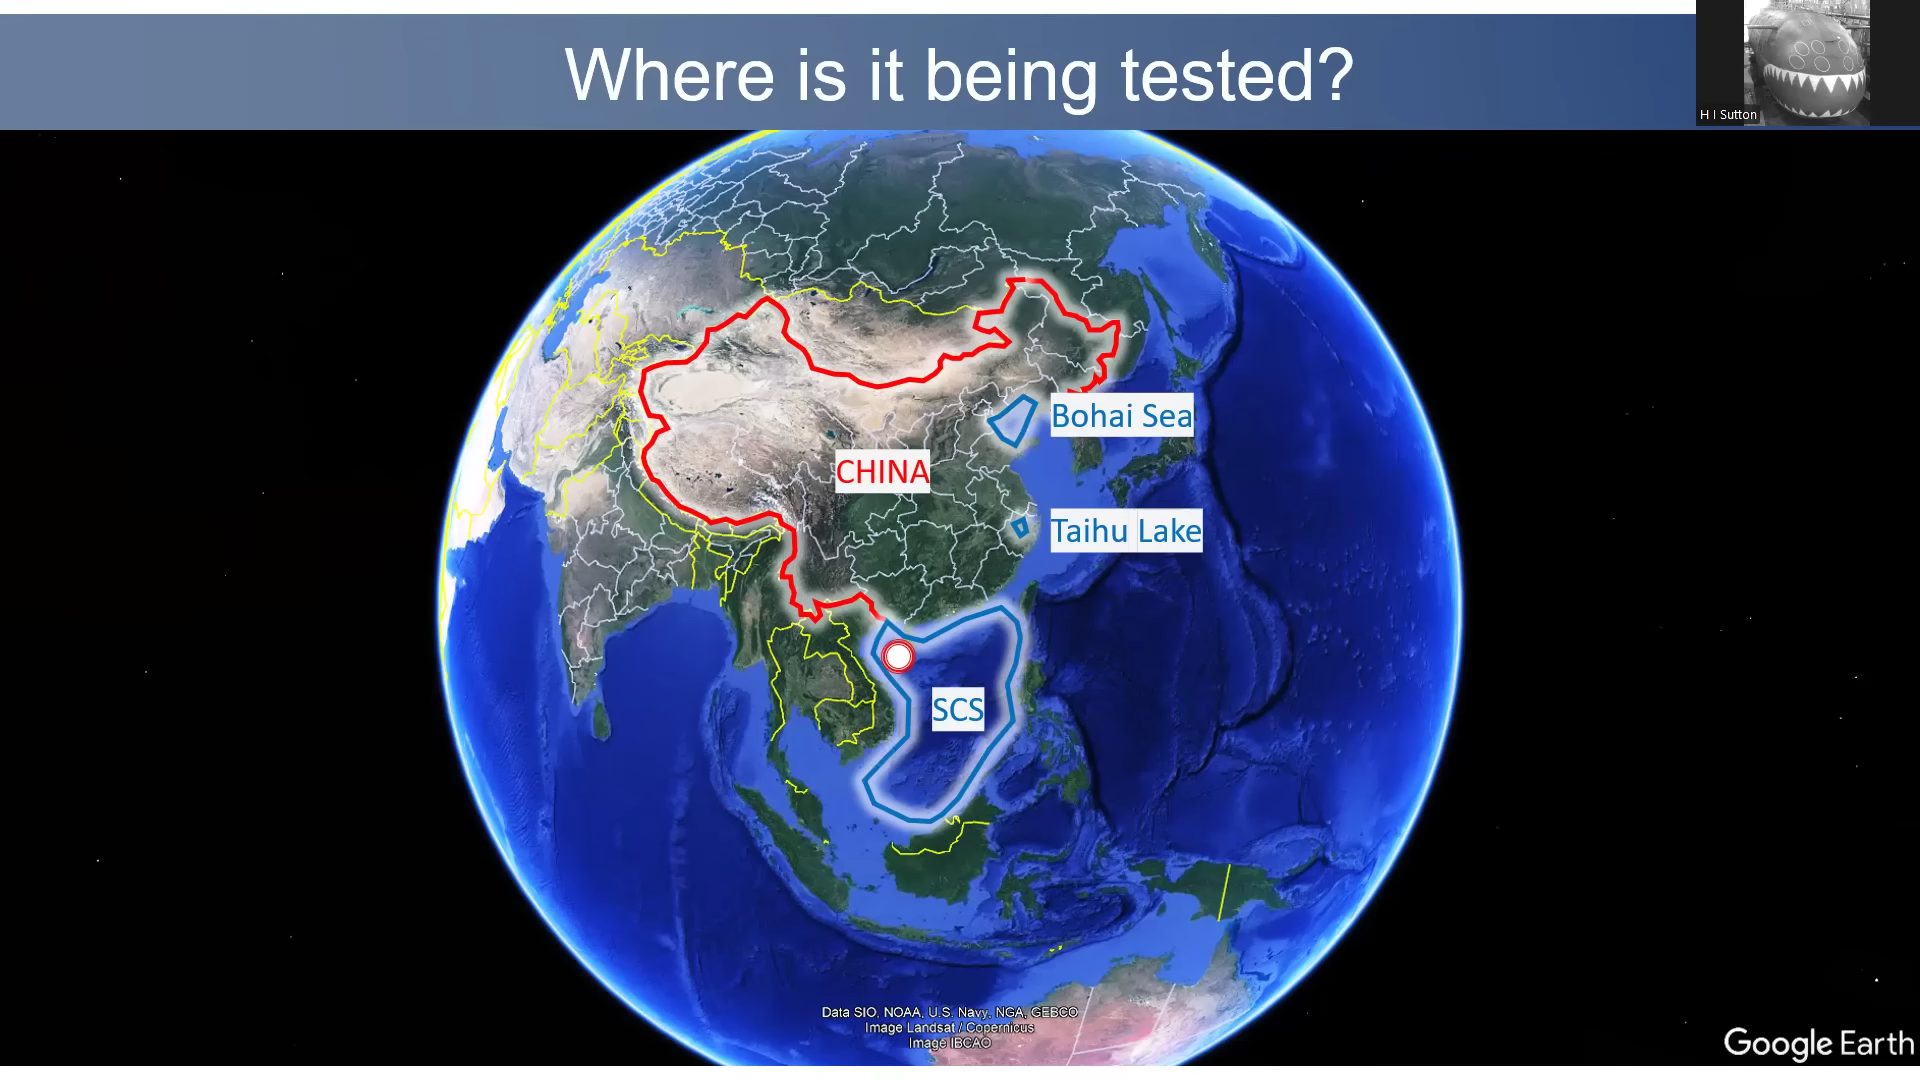 Where is it being tested?
H I Sutton
Bohai Sea
CHINA
Taihu Lake
SCS
Data SIO, NOAA, U.S. Navy, NGA, GEBCO
Image Landsat / Copernicus
Image IBCAO
Google Earth